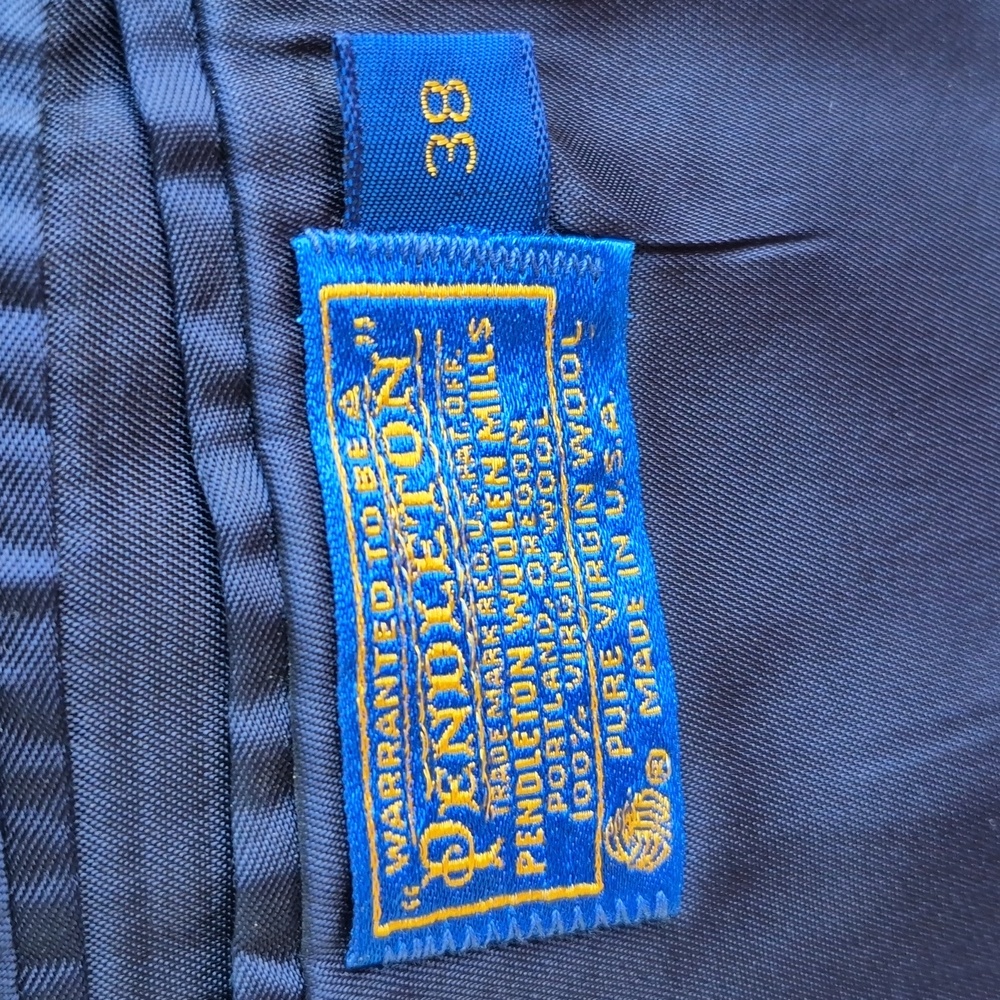 38
"WARRANTED TO BE A
"PENDLETON"
TRADE MARK REG. U.S. PAT. OFF.
PENDLETON WOOLEN MILLS
PORTLAND, OREGON
100% VIRGIN WOOL
PURE VIRGIN WOOL
MADE IN U.S.A.
®